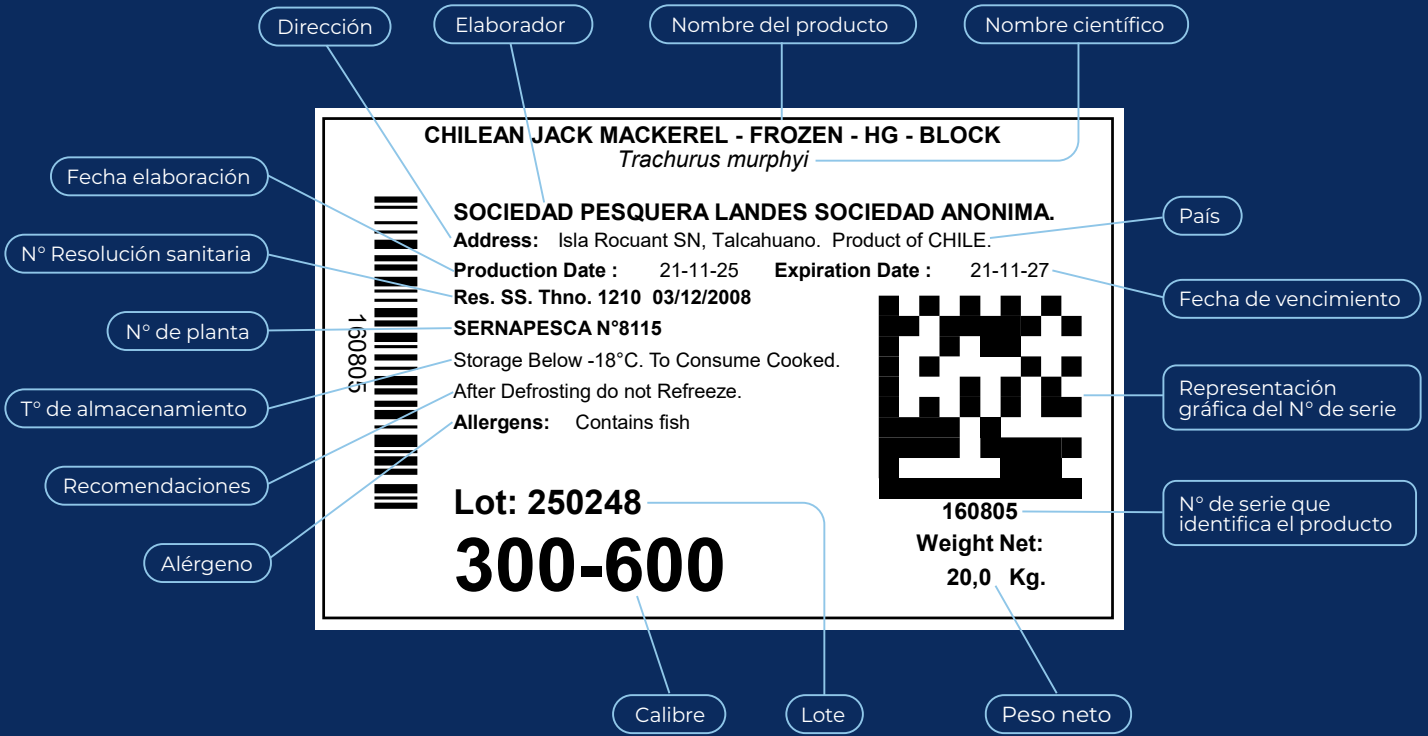 Dirección
Elaborador
Nombre del producto
Nombre científico
CHILEAN JACK MACKEREL - FROZEN - HG - BLOCK
Trachurus murphyi
Fecha elaboración
N° Resolución sanitaria
N° de planta
T° de almacenamiento
Recomendaciones
Alérgeno
160805
SOCIEDAD PESQUERA LANDES SOCIEDAD ANONIMA.
Address: Isla Rocuant SN, Talcahuano. Product of CHILE.
Production Date : 21-11-25 Expiration Date : 21-11-27
Res. SS. Thno. 1210 03/12/2008
SERNAPESCA N°8115
Storage Below -18°C. To Consume Cooked.
After Defrosting do not Refreeze.
Allergens: Contains fish
Lot: 250248
300-600
160805
Weight Net:
20,0 Kg.
País
Fecha de vencimiento
Representación
gráfica del N° de serie
N° de serie que
identifica el producto
Calibre
Lote
Peso neto